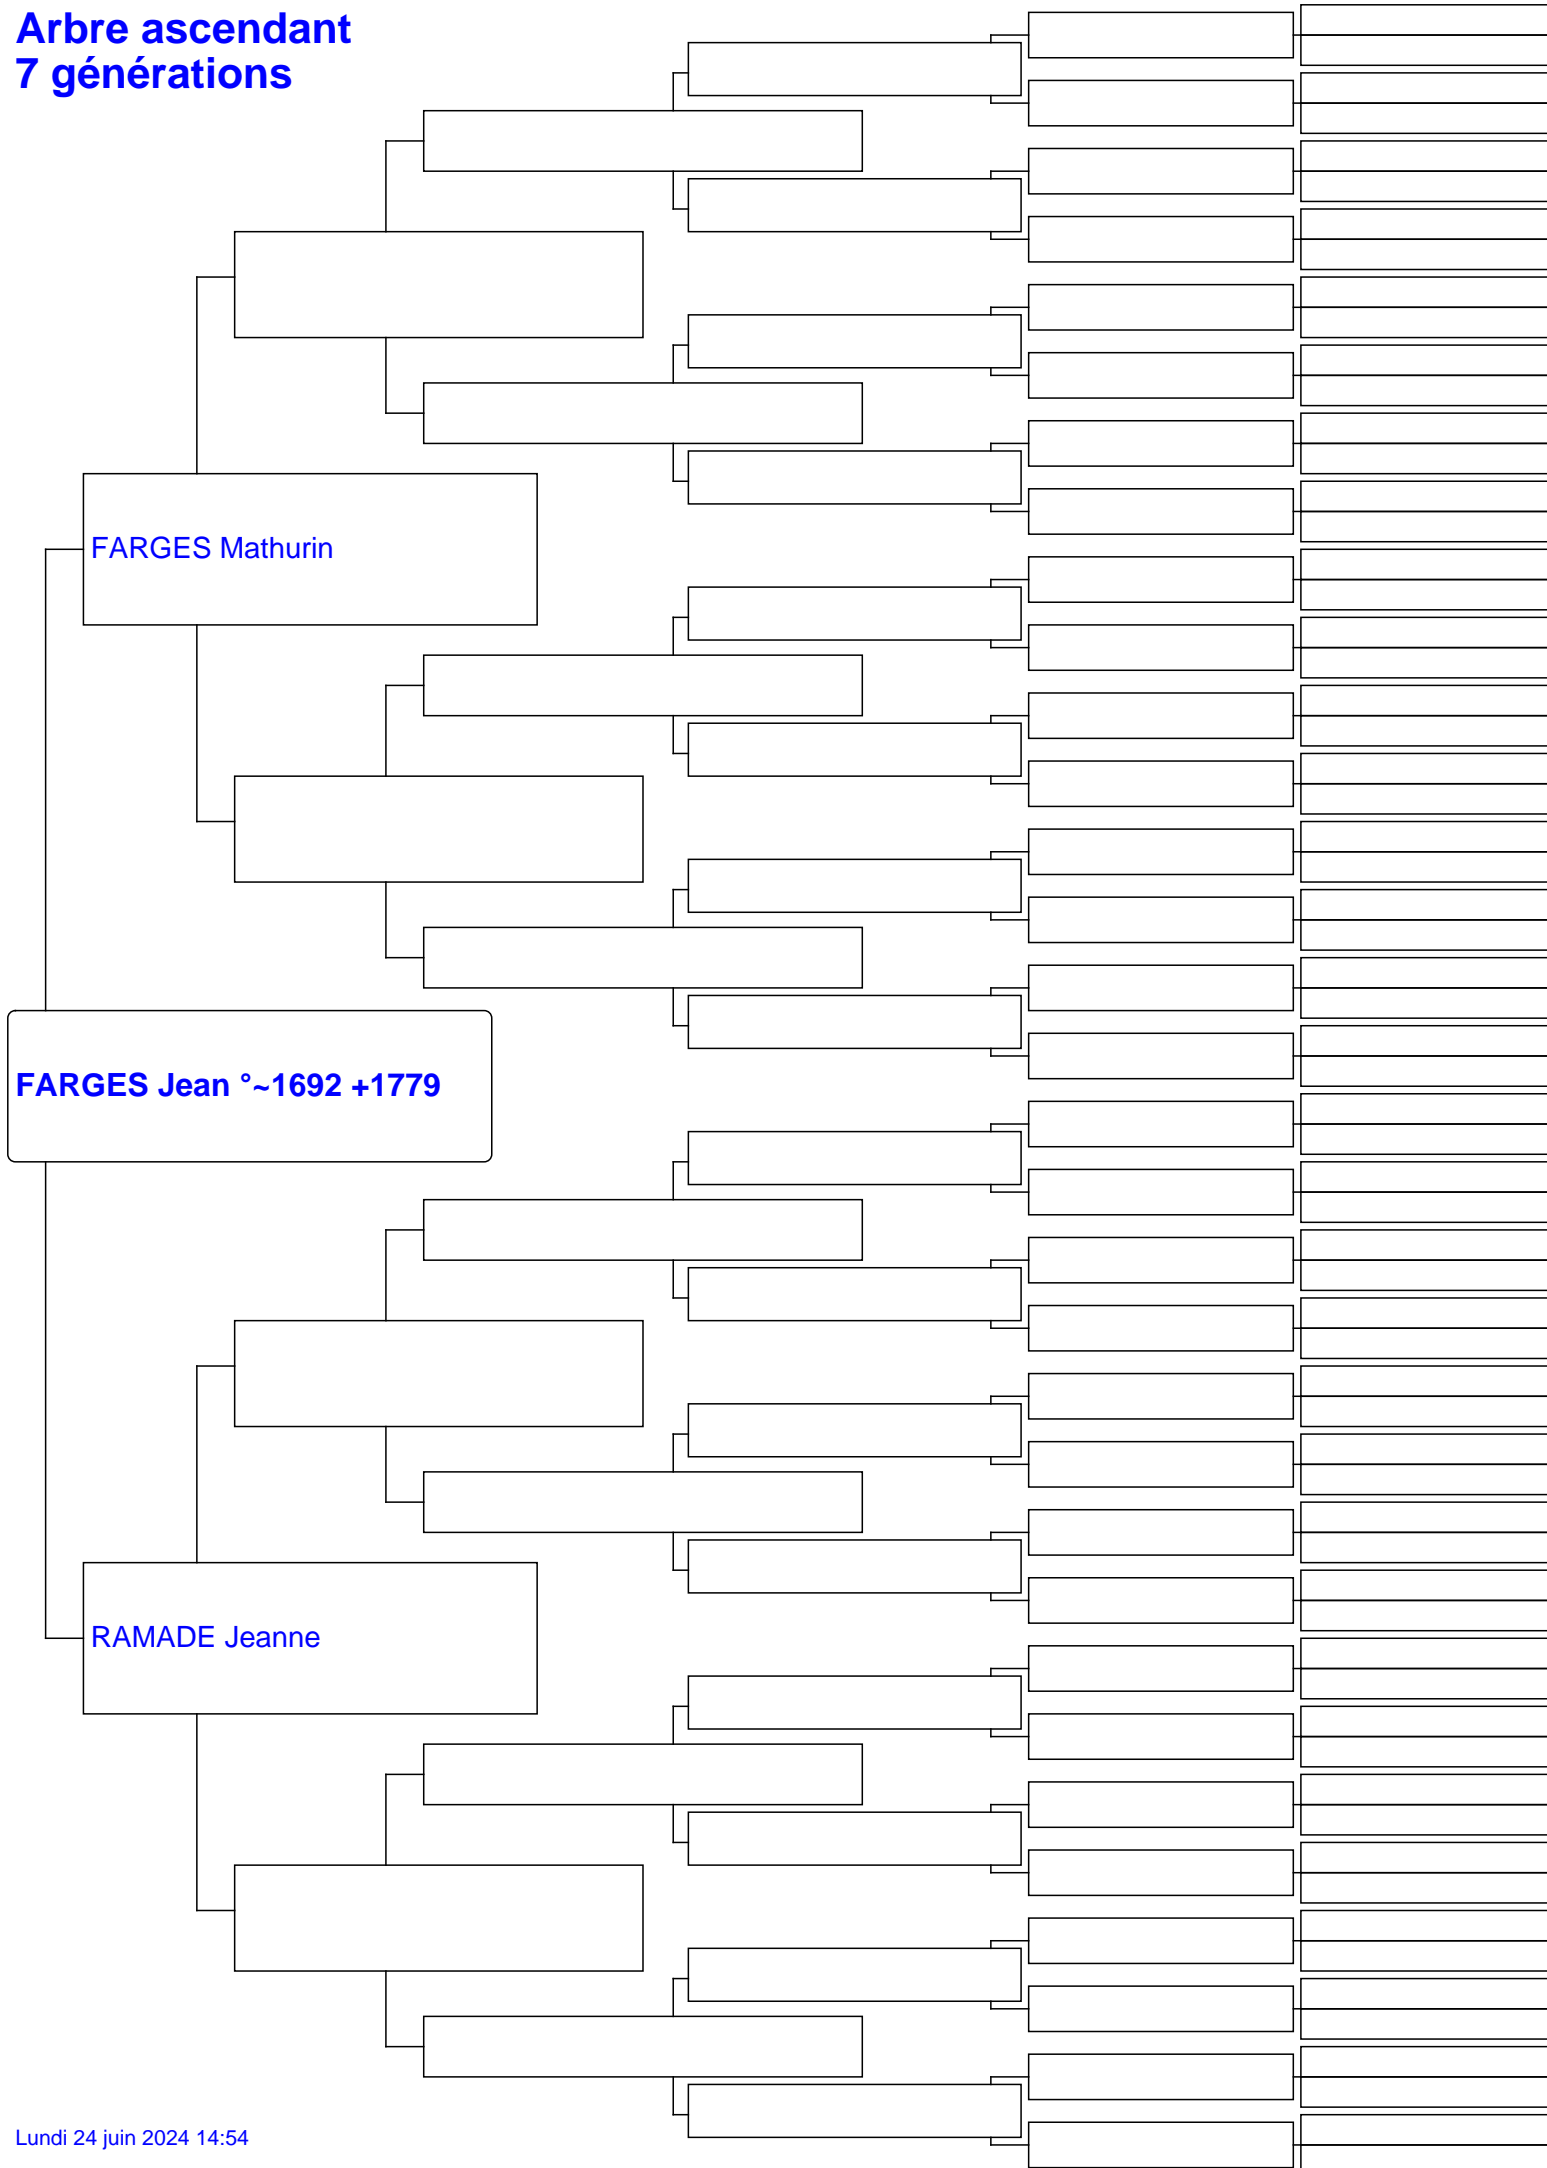 Arbre ascendant
7 générations
FARGES Mathurin
FARGES Jean °~1692 +1779
RAMADE Jeanne
Lundi 24 juin 2024 14:54